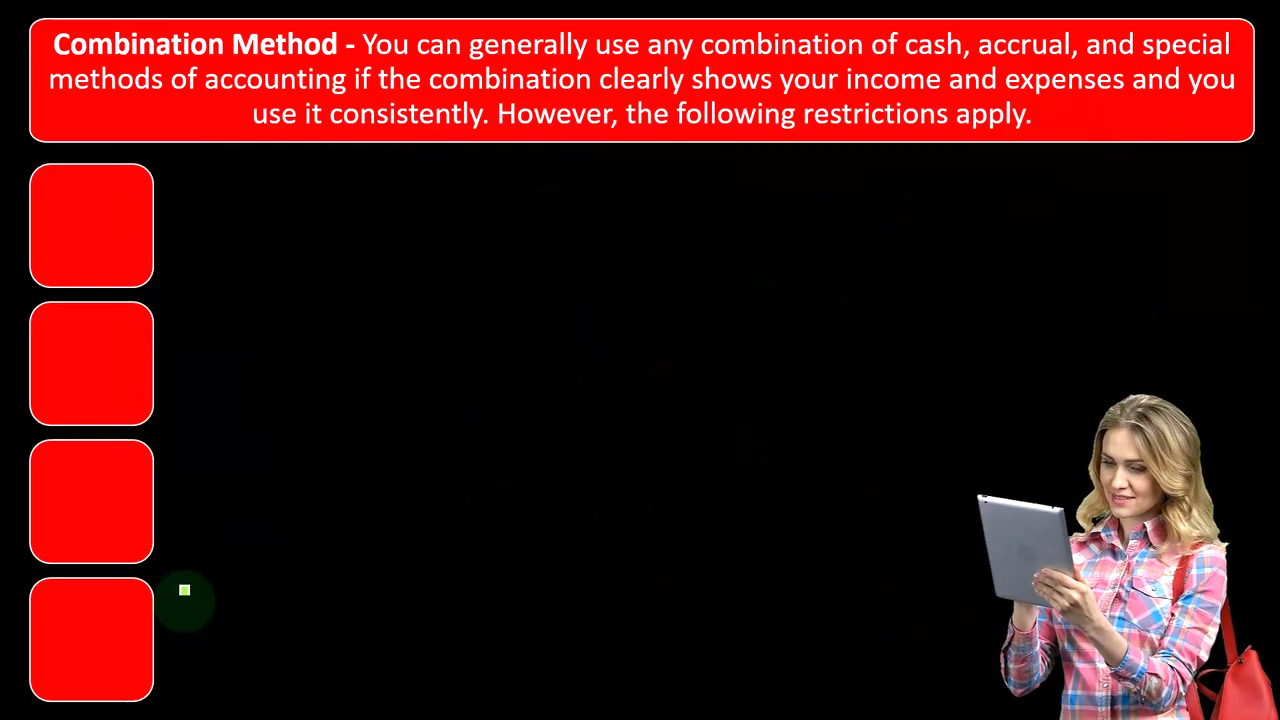 Combination Method - You can generally use any combination of cash, accrual, and special
methods of accounting if the combination clearly shows your income and expenses and you
use it consistently. However, the following restrictions apply.